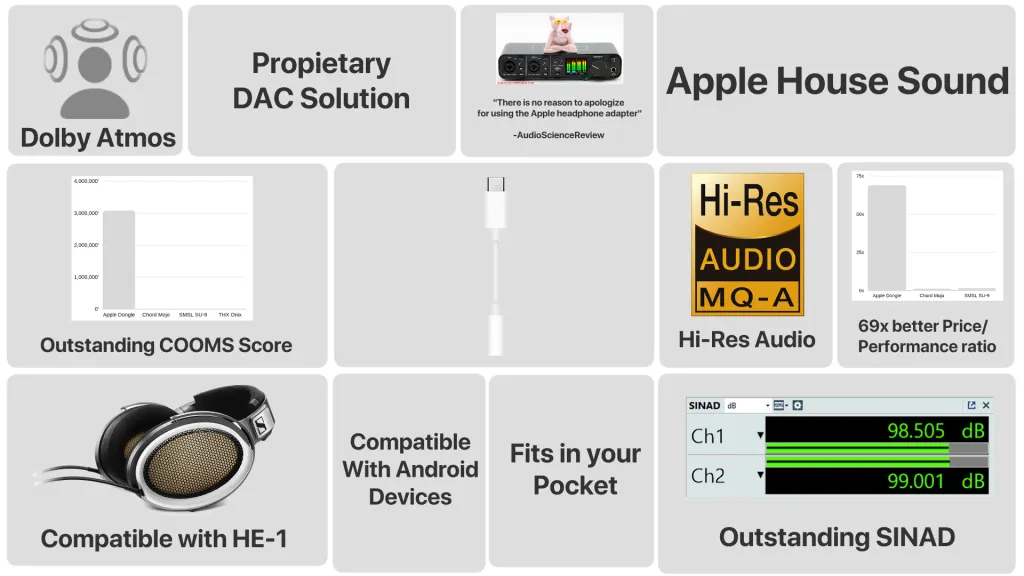 Dolby Atmos
Propietary
DAC Solution
"There is no reason to apologize
for using the Apple headphone adapter"
-AudioScienceReview
Apple House Sound
4,000,000'
3,000,000'
2,000,000'
1,000,000'
0'
Apple Dongle Chord Mojo SMSL SU-9 THX Onix
Outstanding COOMS Score
Hi-Res
AUDIO
MQ-A
Hi-Res Audio
75x
50x
25x
0x
Apple Dongle Chord Mojo SMSL SU-9
69x better Price/
Performance ratio
Compatible with HE-1
Compatible
With Android
Devices
Fits in your
Pocket
SINAD dB
Ch1 98.505 dB
Ch2 99.001 dB
Outstanding SINAD